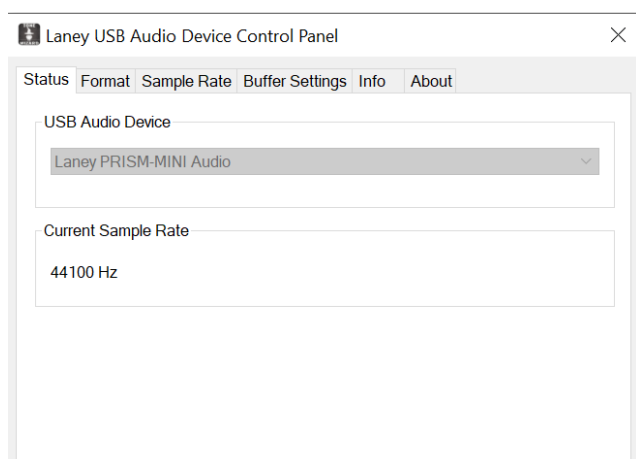 Laney USB Audio Device Control Panel
Status Format Sample Rate Buffer Settings Info About
USB Audio Device
Laney PRISM-MINI Audio
Current Sample Rate
44100 Hz